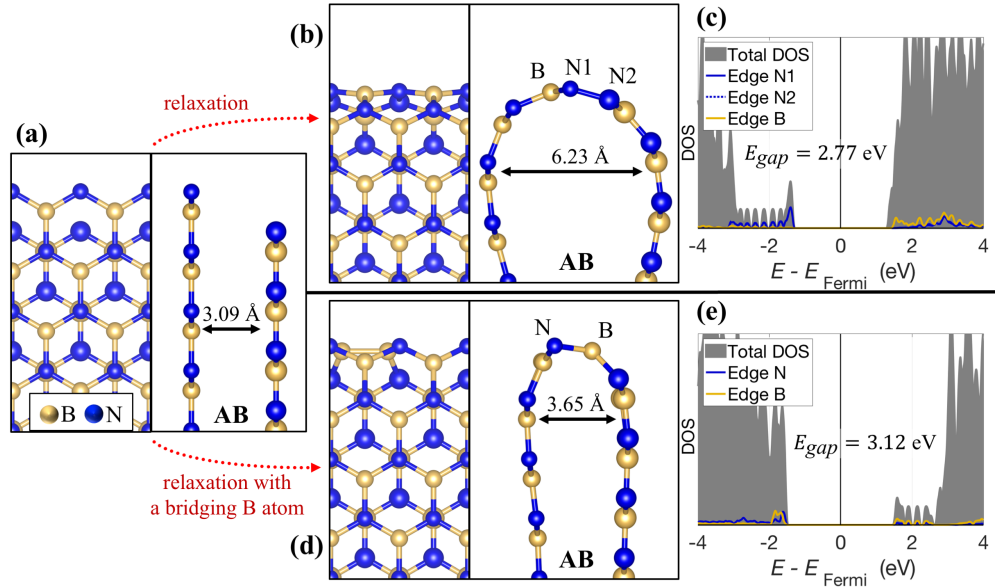 (a)
3.09 Å
B
N
AB
relaxation
relaxation with
a bridging B atom
(b)
B
N1
N2
6.23 Å
AB
(c)
Total DOS
Edge N1
Edge N2
Edge B
E_gap = 2.77 eV
DOS
-4
-2
0
2
4
E - E_Fermi (eV)
(d)
N
B
3.65 Å
AB
(e)
Total DOS
Edge N
Edge B
E_gap = 3.12 eV
DOS
-4
-2
0
2
4
E - E_Fermi (eV)